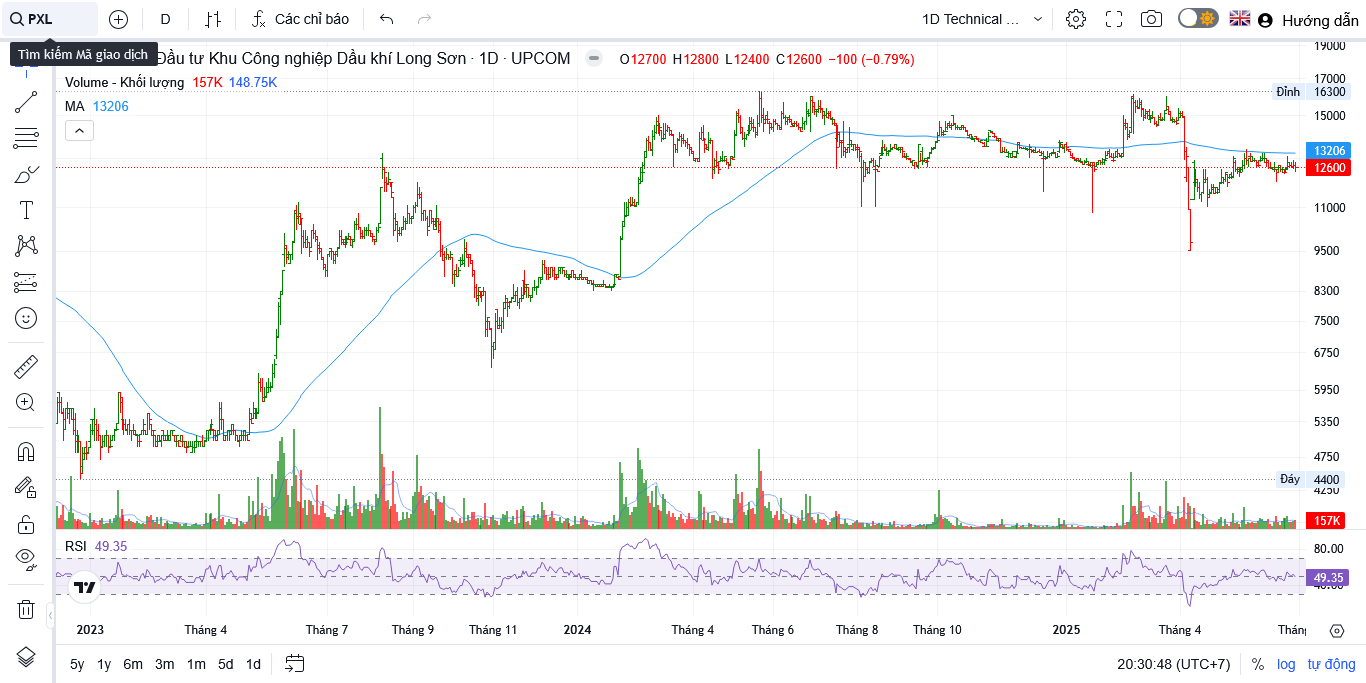 PXL
D
Các chỉ báo
1D Technical ...
Hướng dẫn
Tìm kiếm Mã giao dịch
Đầu tư Khu Công nghiệp Dầu khí Long Sơn · 1D · UPCOM
O12700 H12800 L12400 C12600 −100 (−0.79%)
Volume - Khối lượng 157K 148.75K
MA 13206
19000
17000
Đỉnh 16300
15000
13206
12600
11000
9500
8300
7500
6750
5950
5350
4750
Đáy 4400
4250
157K
RSI 49.35
80.00
49.35
40.00
2023 Tháng 4 Tháng 7 Tháng 9 Tháng 11 2024 Tháng 4 Tháng 6 Tháng 8 Tháng 10 2025 Tháng 4 Thán
5y 1y 6m 3m 1m 5d 1d
20:30:48 (UTC+7) % log tự động